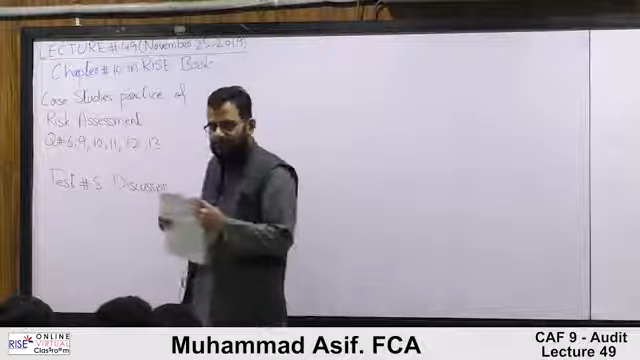 LECTURE # 49 (November 25, 2019)
Chapter # 10 in RISE Book
Case Studies practice of
Risk Assessment
Q# 6, 9, 10, 11, 12, 13
Test # 5 Discussion
RISE ONLINE
VIRTUAL
Classroom
Muhammad Asif. FCA
CAF 9 - Audit
Lecture 49